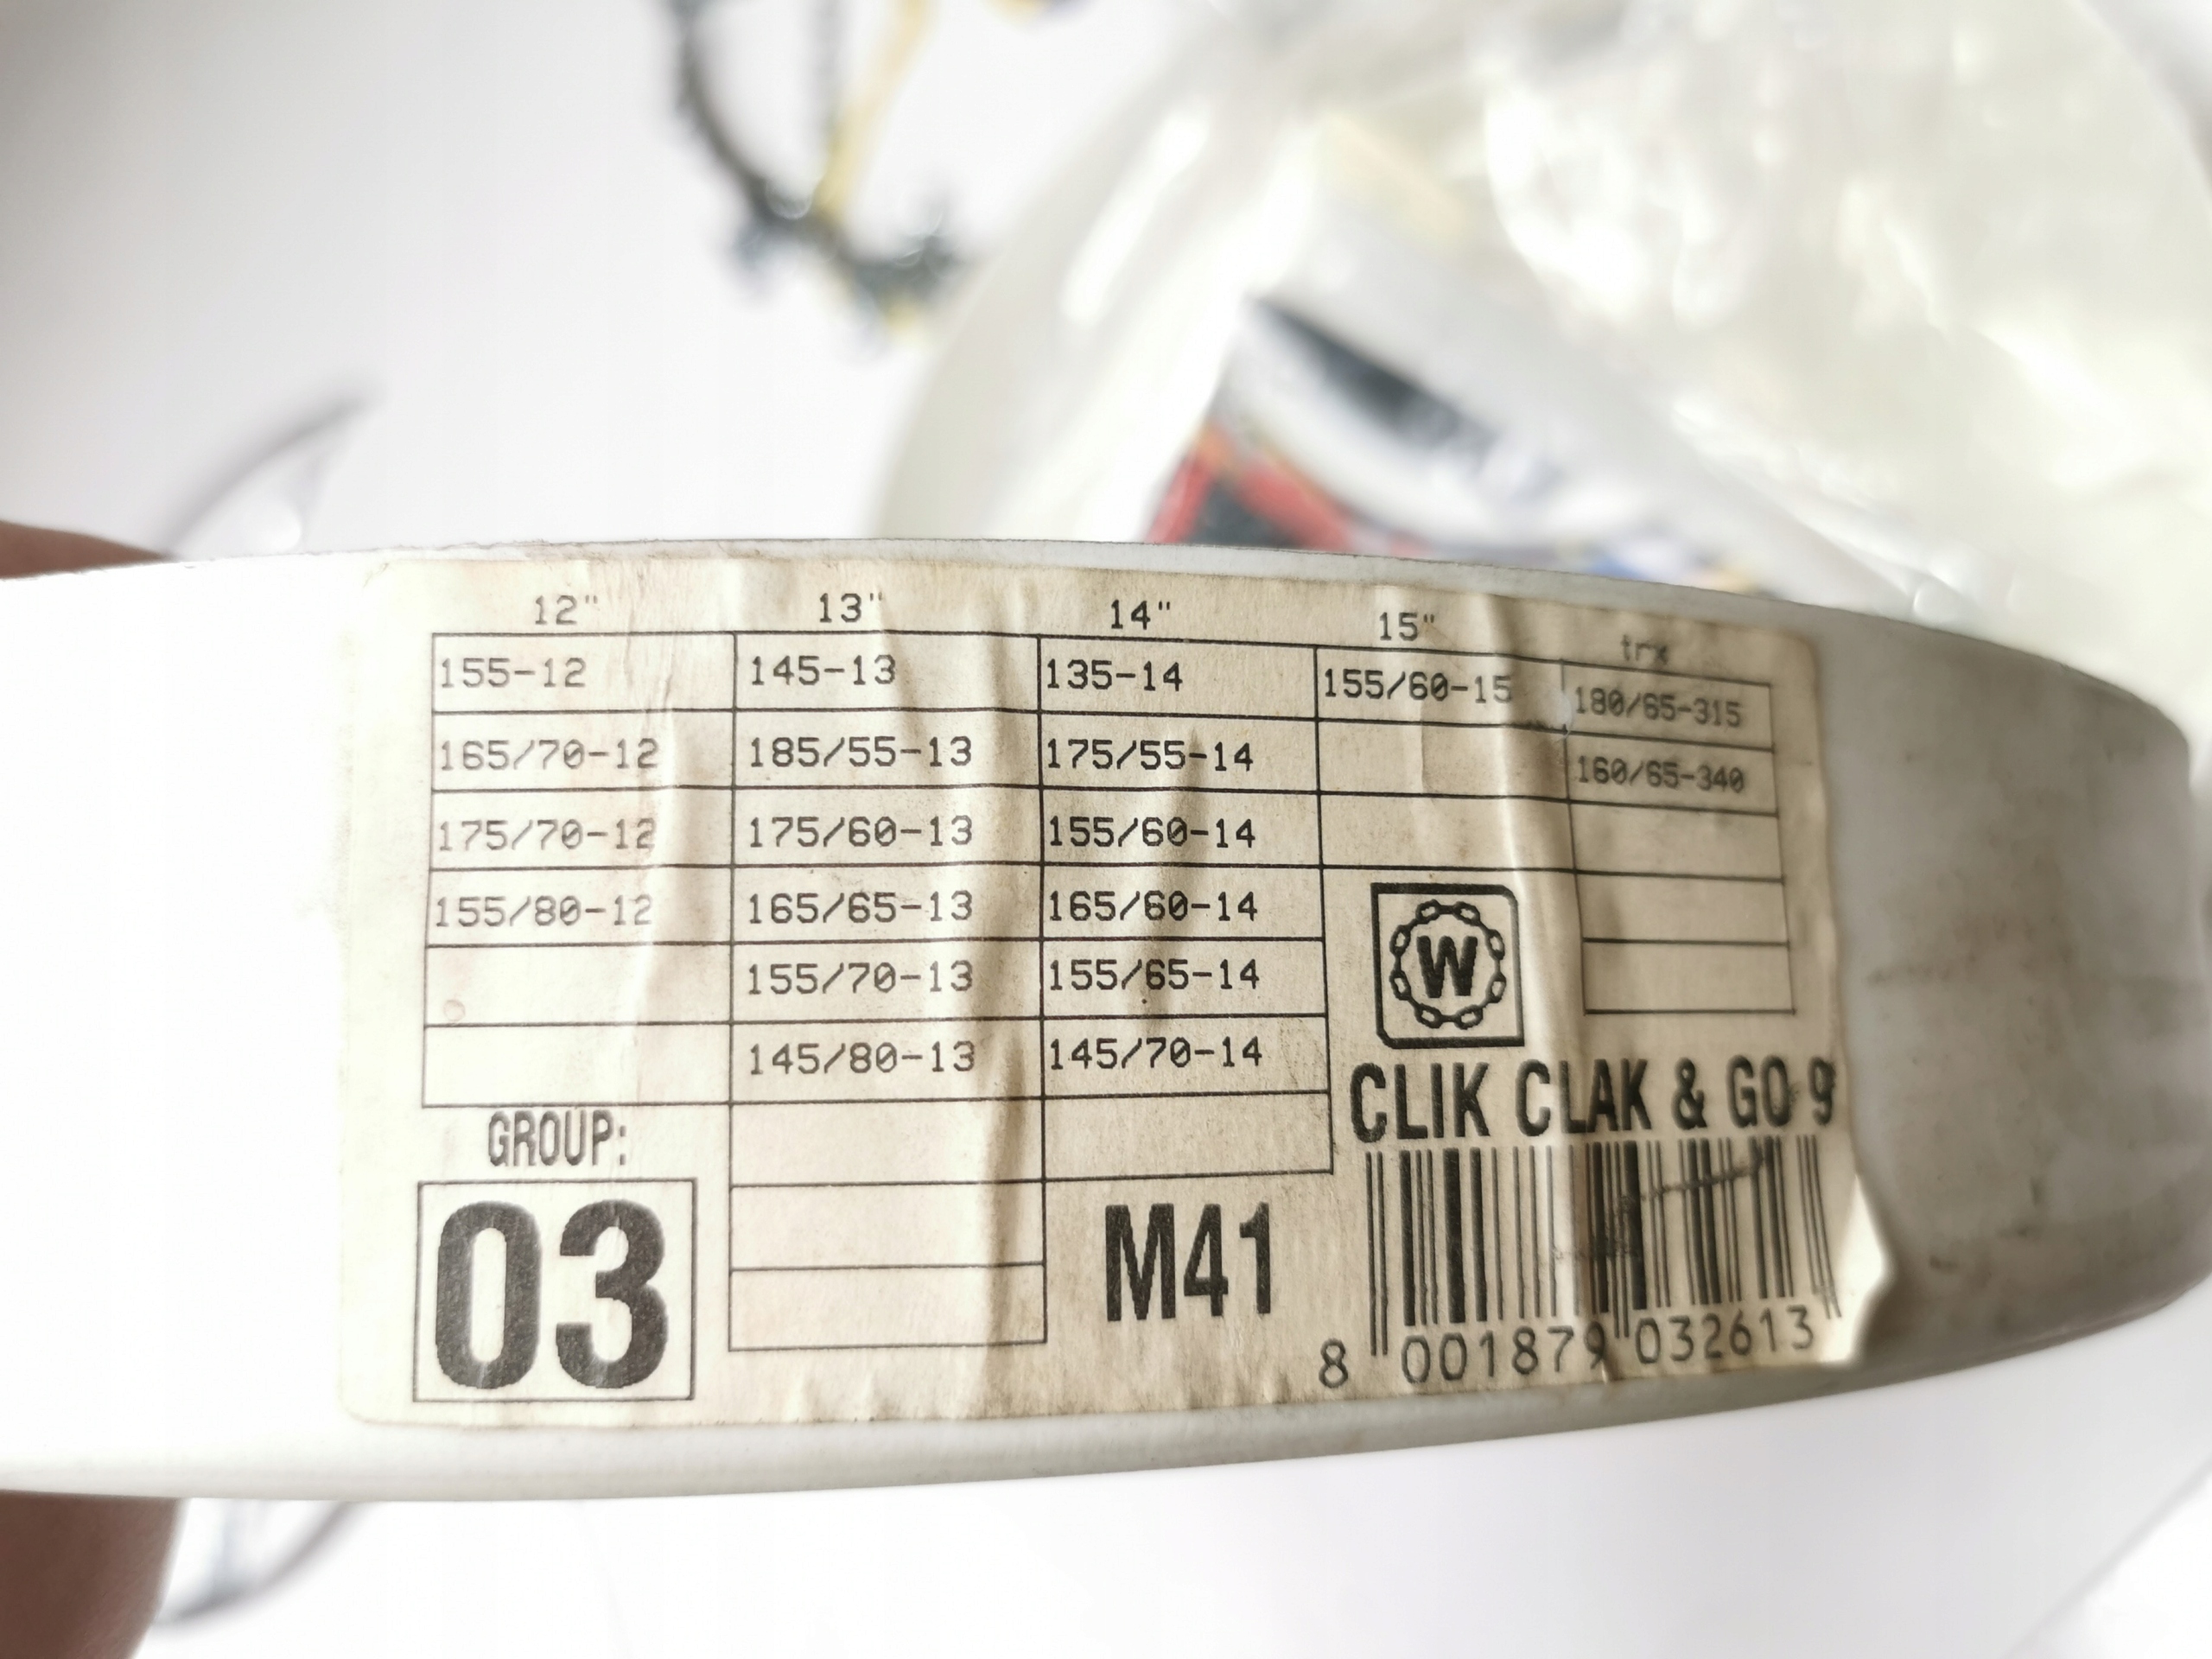 12" 13" 14" 15" trx
155-12 145-13 135-14 155/60-15 180/65-315
165/70-12 185/55-13 175/55-14 160/65-340
175/70-12 175/60-13 155/60-14
155/80-12 165/65-13 165/60-14
155/70-13 155/65-14
145/80-13 145/70-14
W
CLIK CLAK & GO 9
GROUP:
03
M41
8 001879 032613